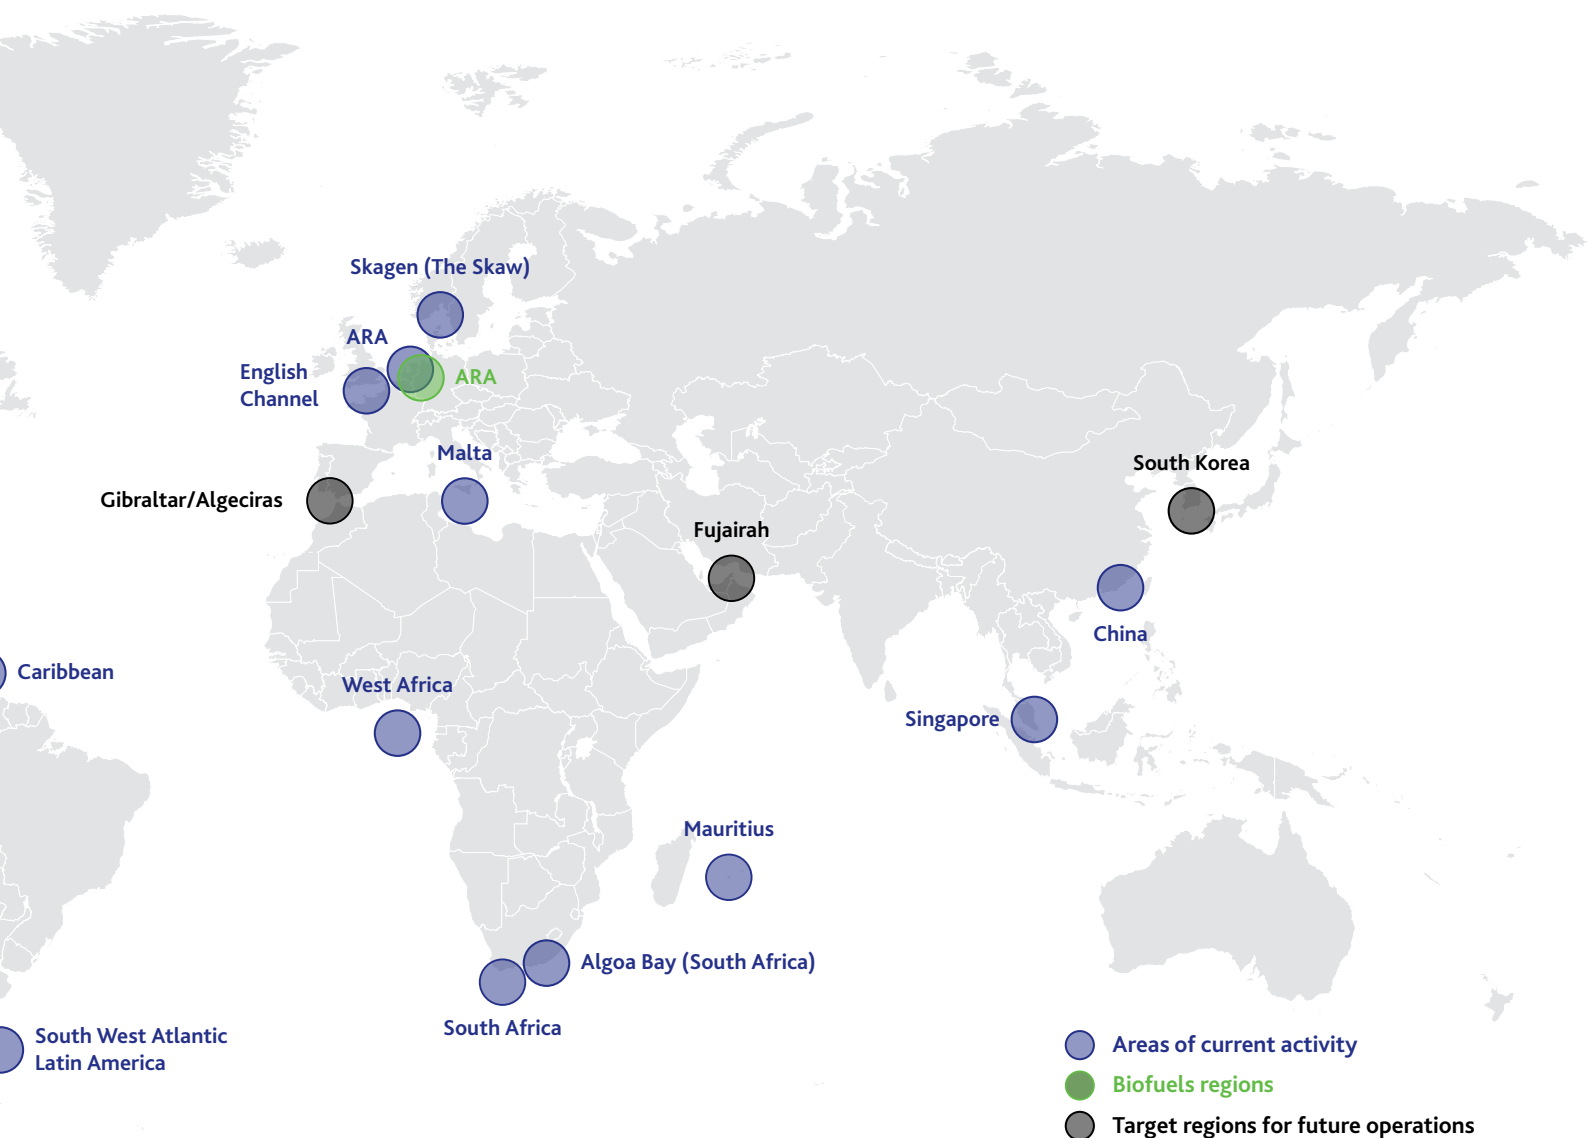 Skagen (The Skaw)
ARA
English
Channel
ARA
Malta
South Korea
Gibraltar/Algeciras
Fujairah
China
Caribbean
West Africa
Singapore
Mauritius
Algoa Bay (South Africa)
South Africa
South West Atlantic
Latin America
Areas of current activity
Biofuels regions
Target regions for future operations